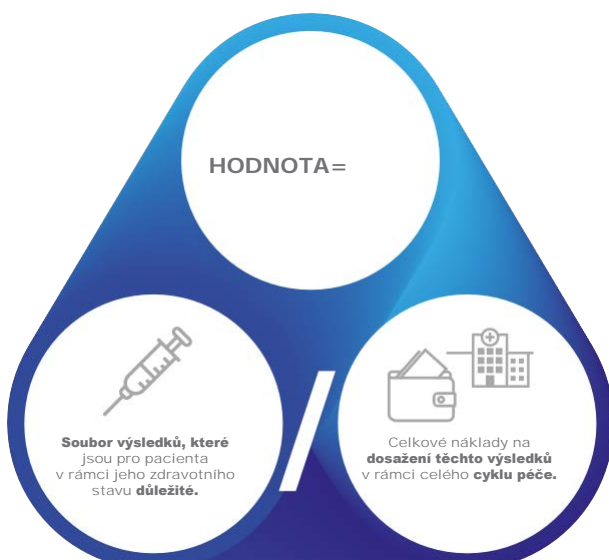 HODNOTA=
Soubor výsledků, které
jsou pro pacienta
v rámci jeho zdravotního
stavu důležité.
/
Celkové náklady na
dosažení těchto výsledků
v rámci celého cyklu péče.